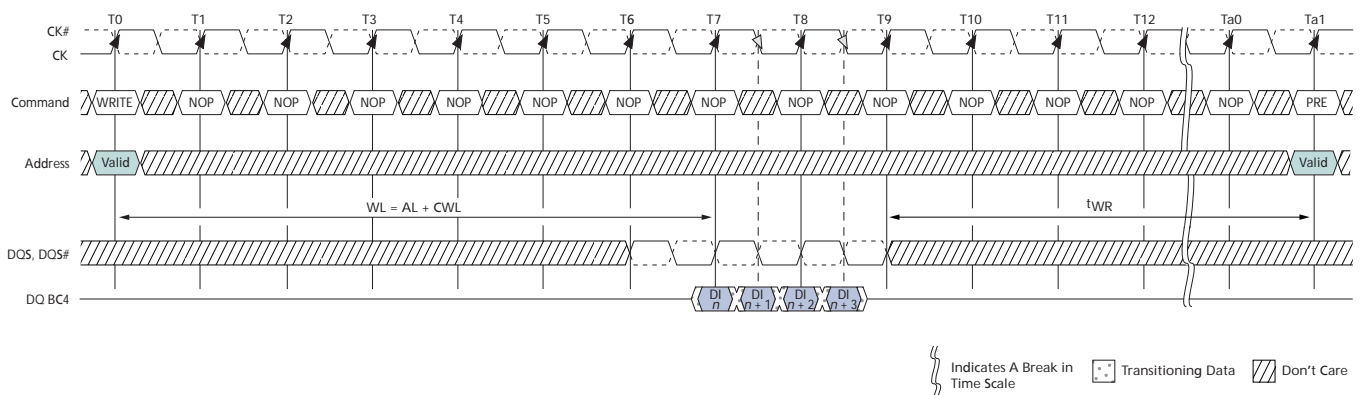 T0 T1 T2 T3 T4 T5 T6 T7 T8 T9 T10 T11 T12 Ta0 Ta1
CK#
CK
Command WRITE NOP NOP NOP NOP NOP NOP NOP NOP NOP NOP NOP NOP NOP PRE
Address Valid Valid
WL = AL + CWL tWR
DQS, DQS#
DQ BC4 DI n DI n + 1 DI n + 2 DI n + 3
Indicates A Break in
Time Scale
Transitioning Data
Don't Care